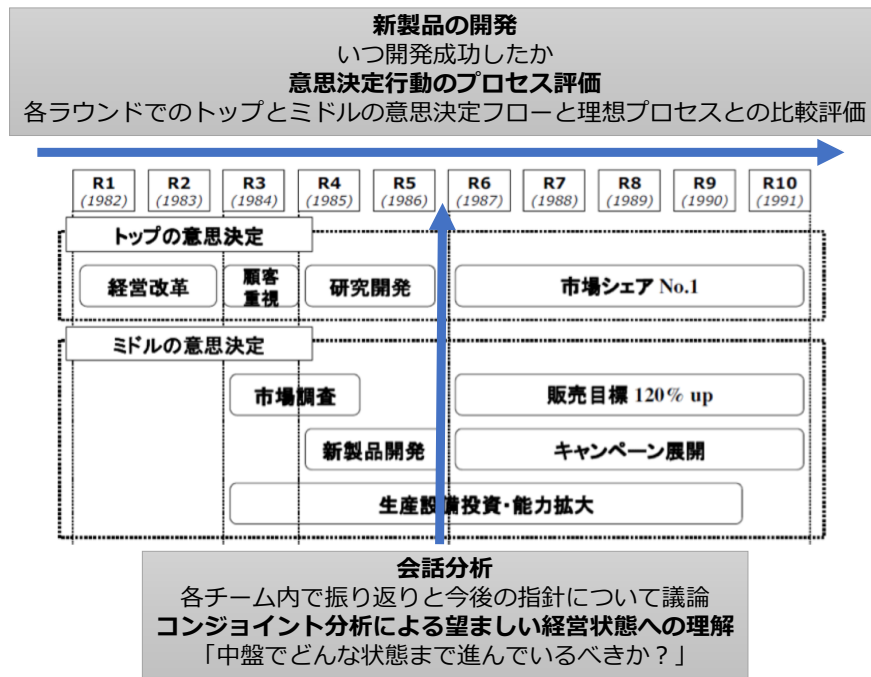 新製品の開発
いつ開発成功したか
意思決定行動のプロセス評価
各ラウンドでのトップとミドルの意思決定フローと理想プロセスとの比較評価
R1 R2 R3 R4 R5 R6 R7 R8 R9 R10
(1982) (1983) (1984) (1985) (1986) (1987) (1988) (1989) (1990) (1991)
トップの意思決定
経営改革 顧客 研究開発 市場シェア No.1
重視
ミドルの意思決定
市場調査 販売目標 120% up
新製品開発 キャンペーン展開
生産設備投資・能力拡大
会話分析
各チーム内で振り返りと今後の指針について議論
コンジョイント分析による望ましい経営状態への理解
「中盤でどんな状態まで進んでいるべきか？」